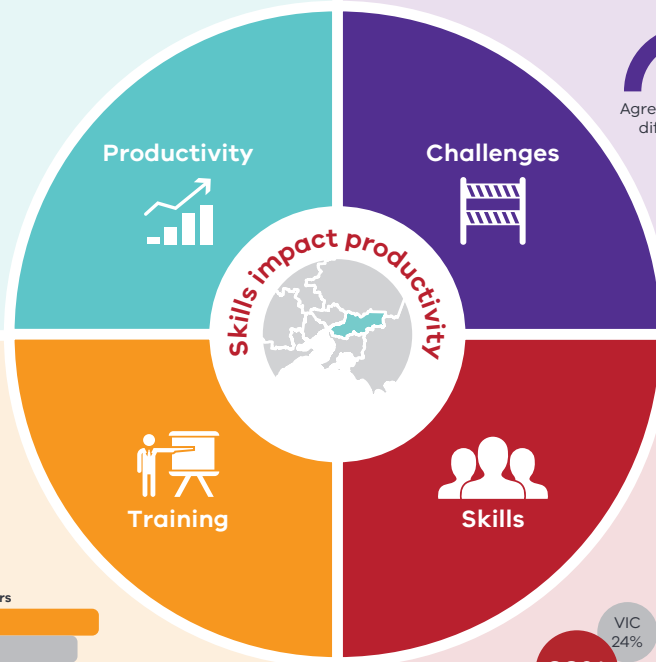 Productivity
Challenges
Skills impact productivity
Training
Skills
VIC
24%